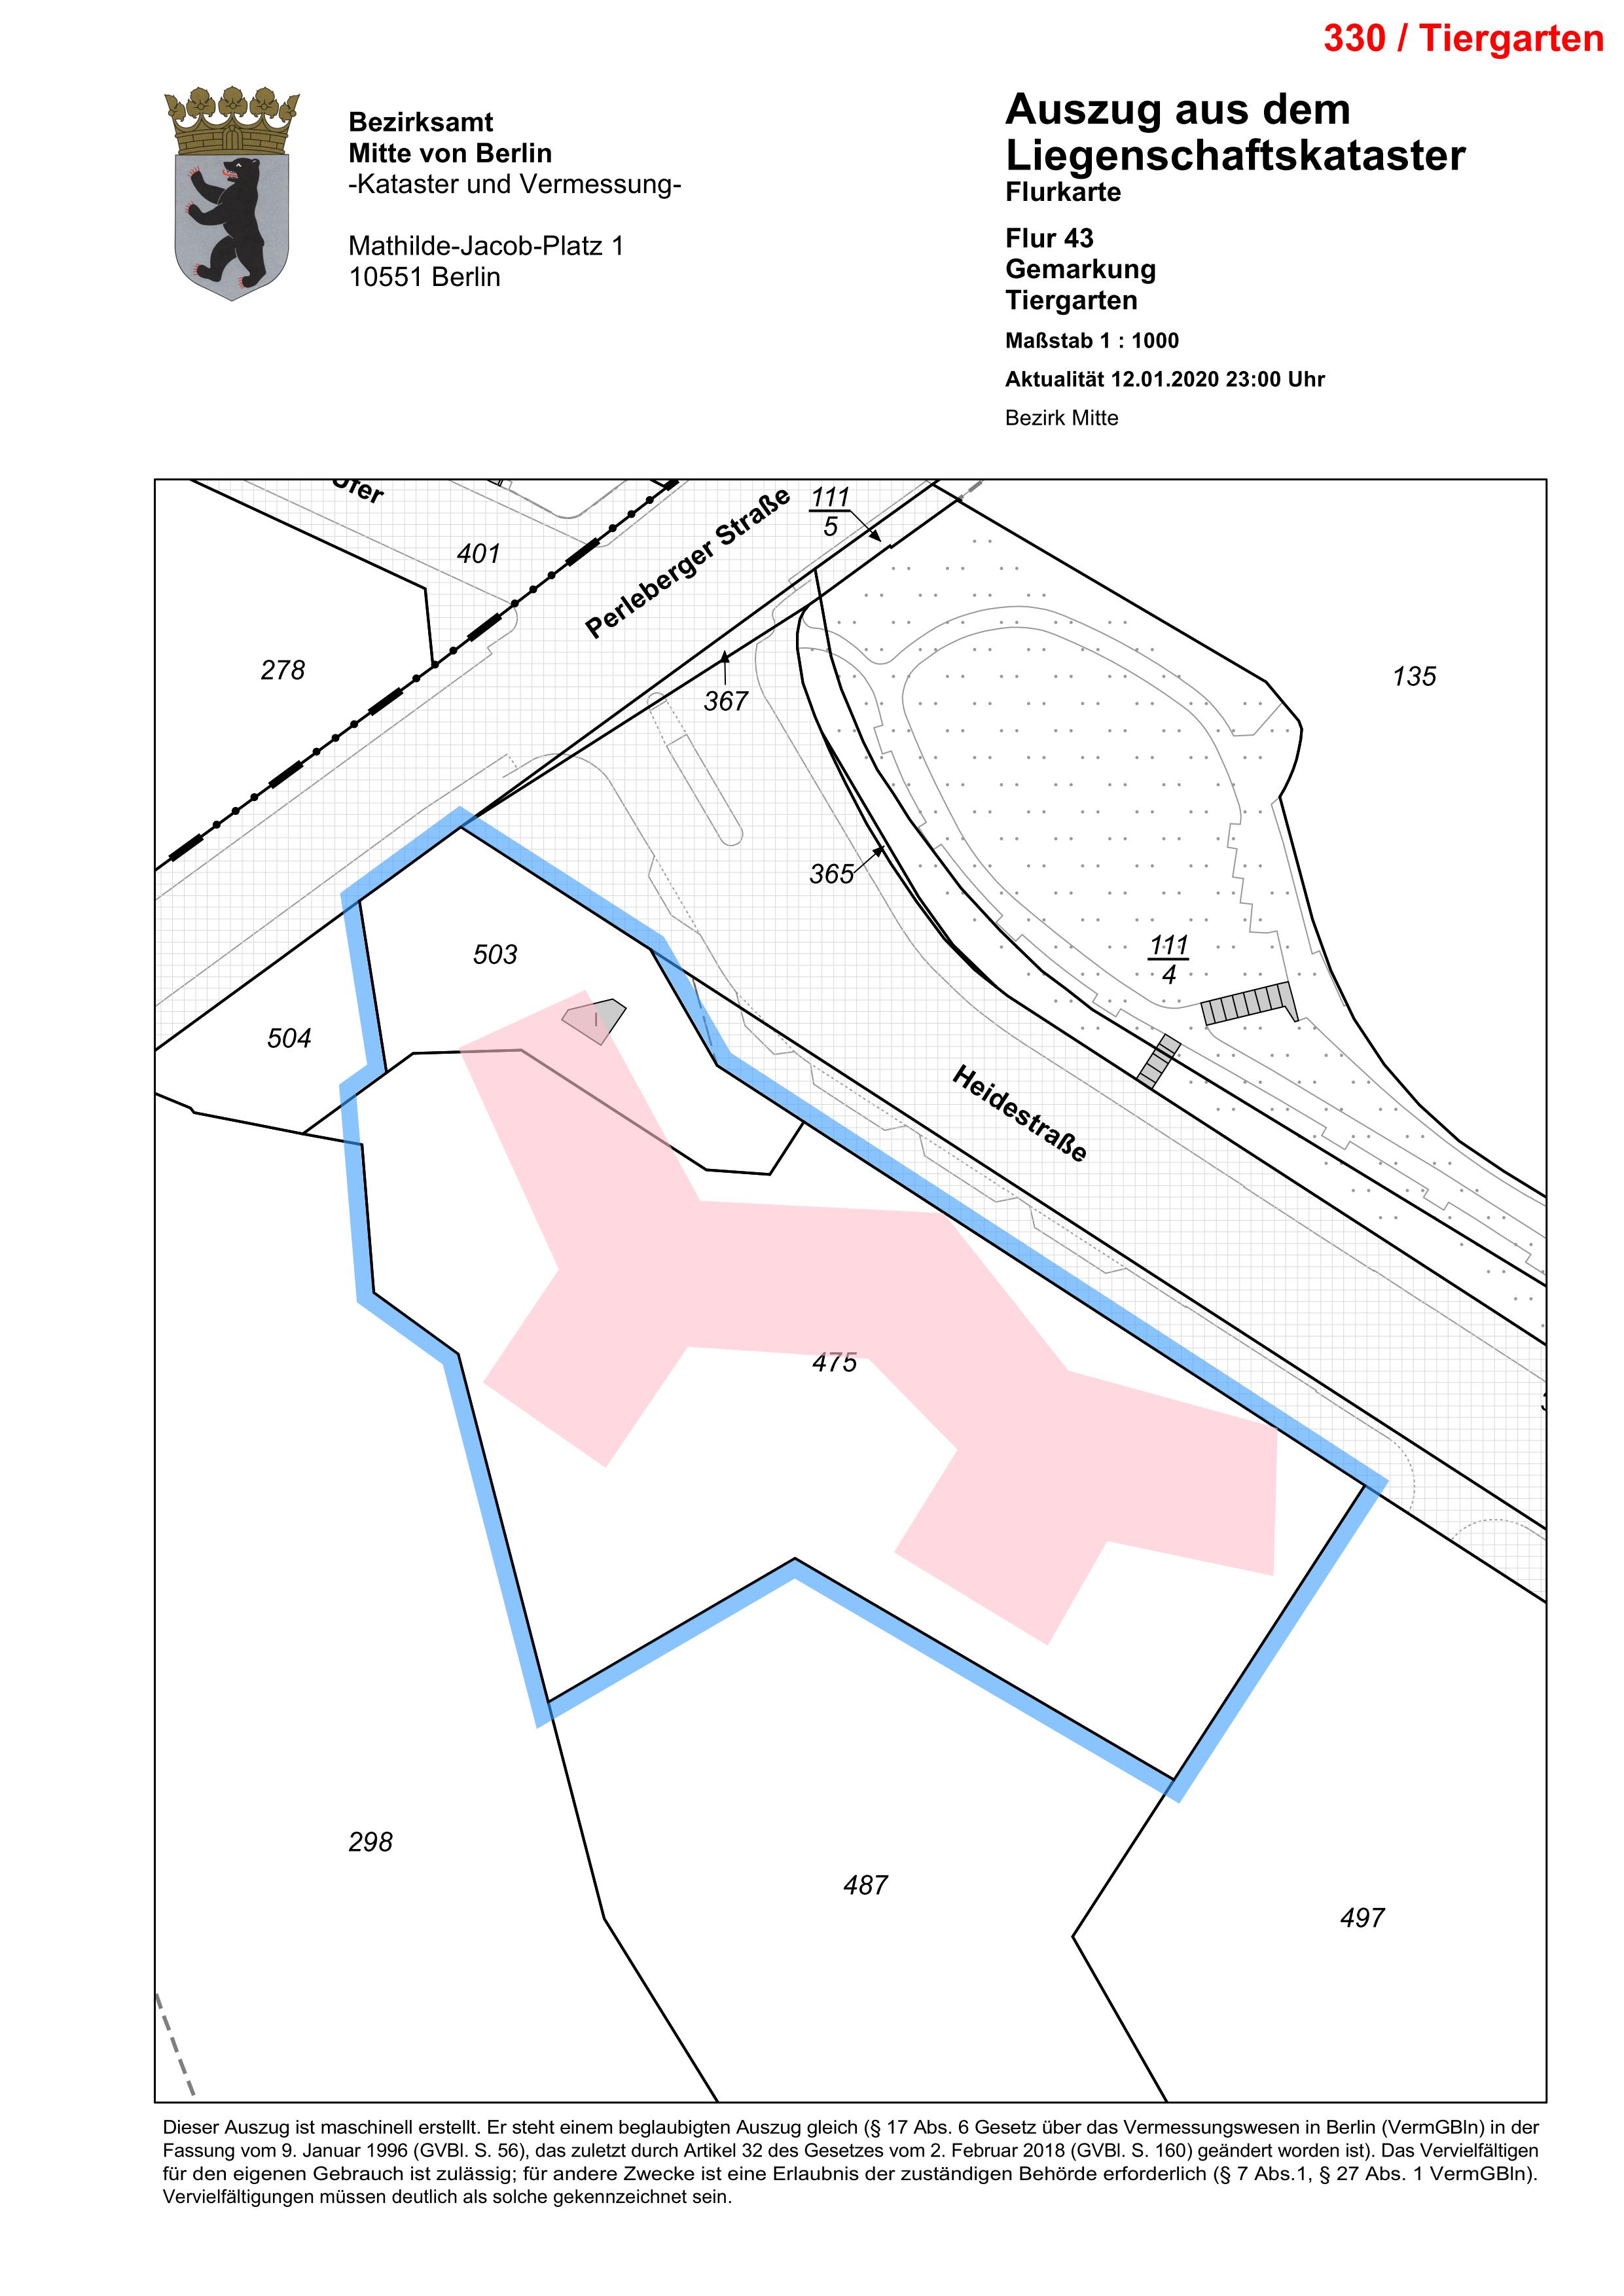 330 / Tiergarten
Bezirksamt
Mitte von Berlin
-Kataster und Vermessung-
Mathilde-Jacob-Platz 1
10551 Berlin
Auszug aus dem
Liegenschaftskataster
Flurkarte
Flur 43
Gemarkung
Tiergarten
Maßstab 1 : 1000
Aktualität 12.01.2020 23:00 Uhr
Bezirk Mitte
Ufer
401
Perleberger Straße
111
5
278
367
135
365
111
4
503
504
I
Heidestraße
475
298
487
497
Dieser Auszug ist maschinell erstellt. Er steht einem beglaubigten Auszug gleich (§ 17 Abs. 6 Gesetz über das Vermessungswesen in Berlin (VermGBln) in der
Fassung vom 9. Januar 1996 (GVBl. S. 56), das zuletzt durch Artikel 32 des Gesetzes vom 2. Februar 2018 (GVBl. S. 160) geändert worden ist). Das Vervielfältigen
für den eigenen Gebrauch ist zulässig; für andere Zwecke ist eine Erlaubnis der zuständigen Behörde erforderlich (§ 7 Abs.1, § 27 Abs. 1 VermGBln).
Vervielfältigungen müssen deutlich als solche gekennzeichnet sein.